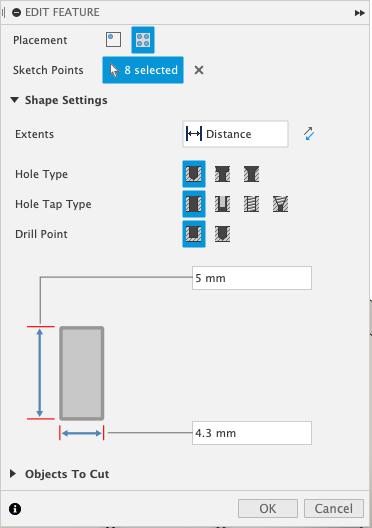 EDIT FEATURE
Placement
Sketch Points 8 selected
Shape Settings
Extents Distance
Hole Type
Hole Tap Type
Drill Point
5 mm
4.3 mm
Objects To Cut
OK Cancel